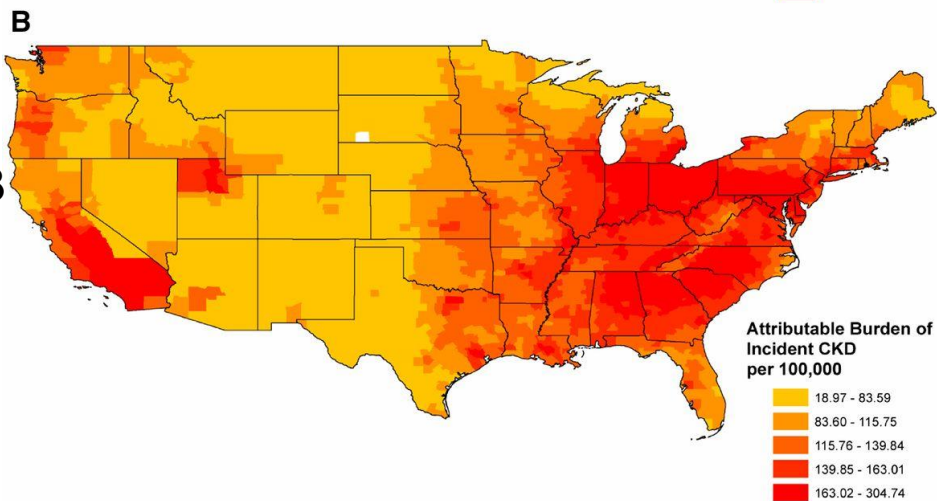 B
Attributable Burden of
Incident CKD
per 100,000
18.97 - 83.59
83.60 - 115.75
115.76 - 139.84
139.85 - 163.01
163.02 - 304.74